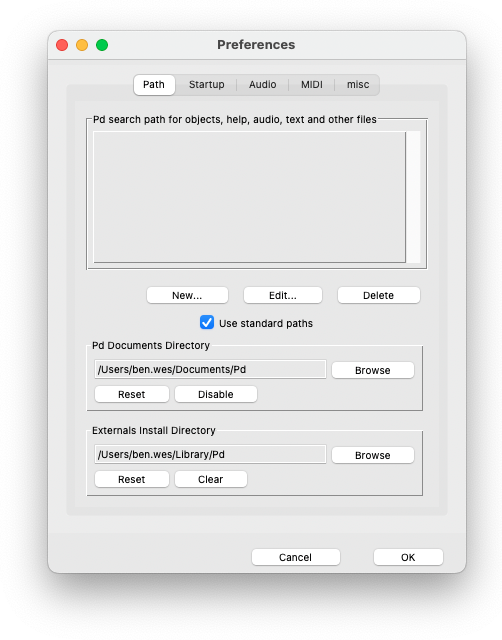 Preferences
Path
Startup
Audio
MIDI
misc
Pd search path for objects, help, audio, text and other files
New...
Edit...
Delete
Use standard paths
Pd Documents Directory
/Users/ben.wes/Documents/Pd
Browse
Reset
Disable
Externals Install Directory
/Users/ben.wes/Library/Pd
Browse
Reset
Clear
Cancel
OK